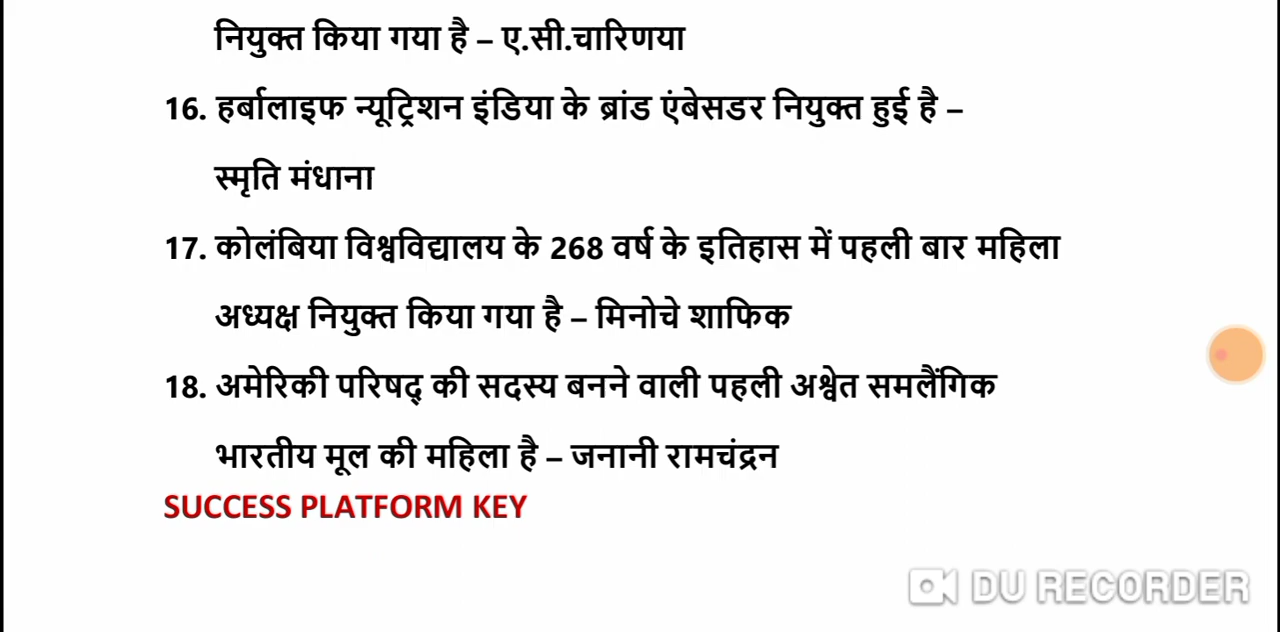 नियुक्त किया गया है – ए.सी.चारिणया
16. हर्बालाइफ न्यूट्रिशन इंडिया के ब्रांड एंबेसडर नियुक्त हुई है –
स्मृति मंधाना
17. कोलंबिया विश्वविद्यालय के 268 वर्ष के इतिहास में पहली बार महिला
अध्यक्ष नियुक्त किया गया है – मिनोचे शाफिक
18. अमेरिकी परिषद् की सदस्य बनने वाली पहली अश्वेत समलैंगिक
भारतीय मूल की महिला है – जनानी रामचंद्रन
SUCCESS PLATFORM KEY
DU RECORDER